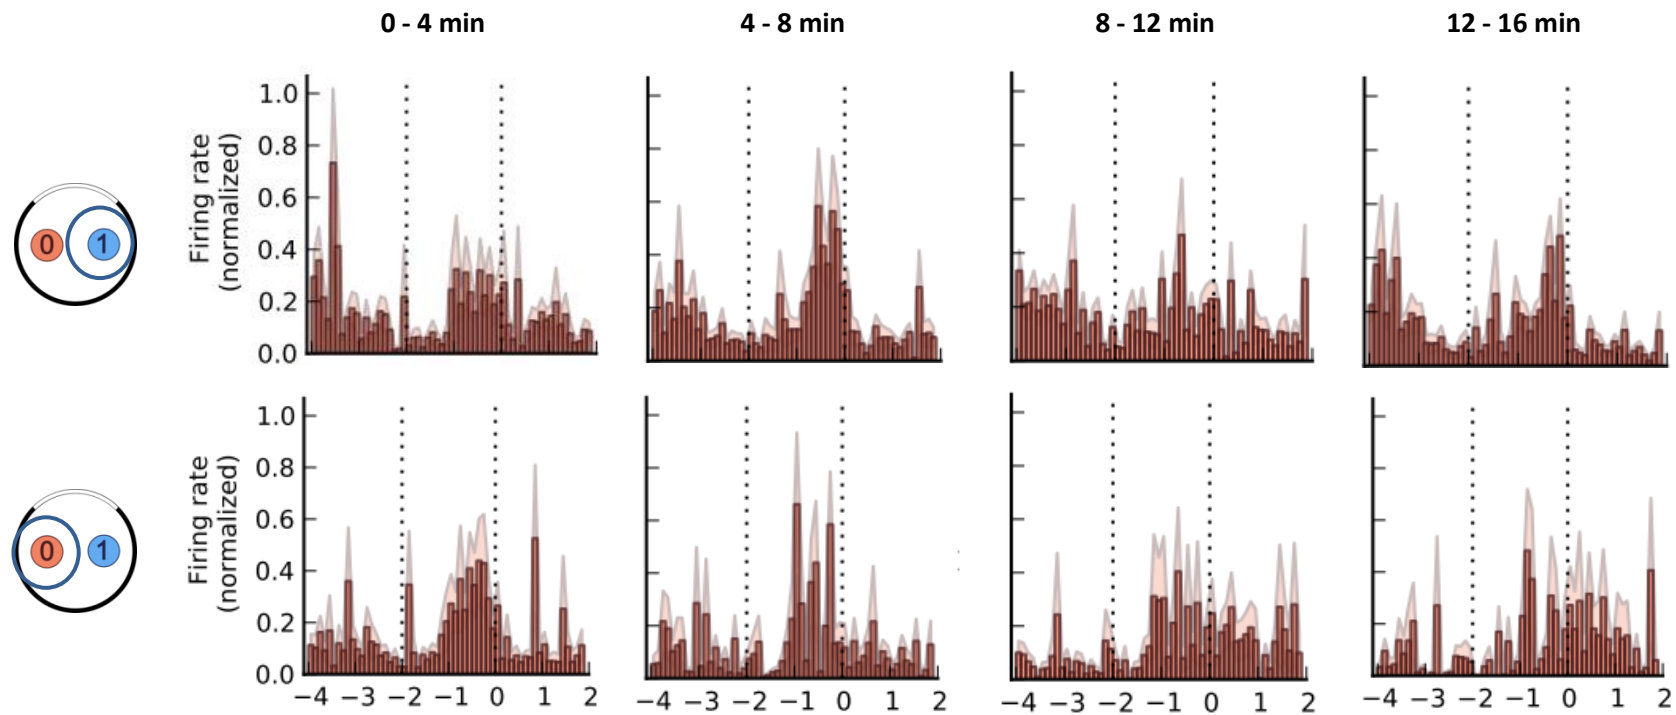 0 - 4 min 4 - 8 min 8 - 12 min 12 - 16 min
1.0
0.8
0.6
0.4
0.2
0.0
Firing rate
(normalized)
0 1
1.0
0.8
0.6
0.4
0.2
0.0
Firing rate
(normalized)
0 1
−4 −3 −2 −1 0 1 2 −4 −3 −2 −1 0 1 2 −4 −3 −2 −1 0 1 2 −4 −3 −2 −1 0 1 2